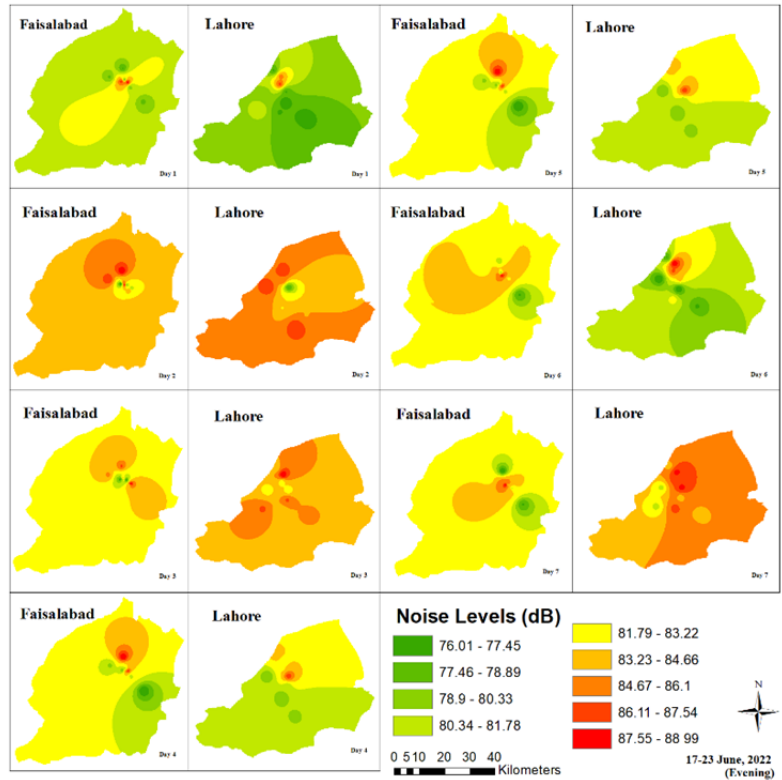 Faisalabad
Lahore
Faisalabad
Lahore
Day 1
Day 1
Day 5
Day 5
Faisalabad
Lahore
Faisalabad
Lahore
Day 2
Day 2
Day 6
Day 6
Faisalabad
Lahore
Faisalabad
Lahore
Day 3
Day 3
Day 7
Day 7
Faisalabad
Lahore
Day 4
Day 4
Noise Levels (dB)
76.01 - 77.45
77.46 - 78.89
78.9 - 80.33
80.34 - 81.78
81.79 - 83.22
83.23 - 84.66
84.67 - 86.1
86.11 - 87.54
87.55 - 88.99
N
0 5 10 20 30 40
Kilometers
17-23 June, 2022
(Evening)